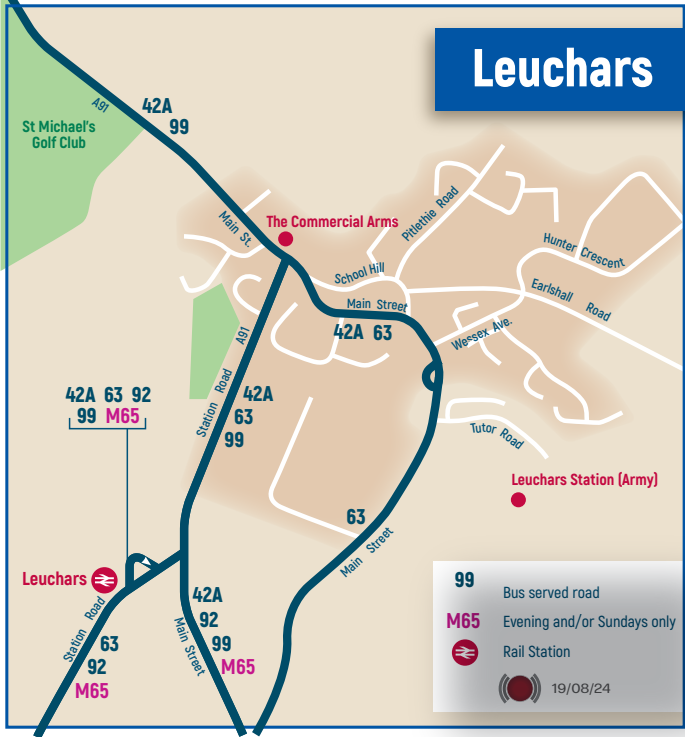 Leuchars
A91
42A
99
St Michael's
Golf Club
Main St.
The Commercial Arms
Pitlethie Road
School Hill
Hunter Crescent
Main Street
Earlshall Road
42A 63
Wessex Ave.
A91
Station Road
42A
63
99
42A 63 92
99 M65
Tutor Road
Leuchars Station (Army)
63
Main Street
Leuchars
Station Road
63
92
M65
42A
92
99
M65
Main Street
99
Bus served road
M65
Evening and/or Sundays only
Rail Station
19/08/24